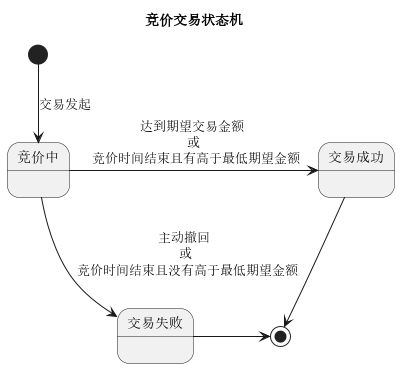 竞价交易状态机
交易发起
达到期望交易金额
或
竞价时间结束且有高于最低期望金额
竞价中
交易成功
主动撤回
或
竞价时间结束且没有高于最低期望金额
交易失败